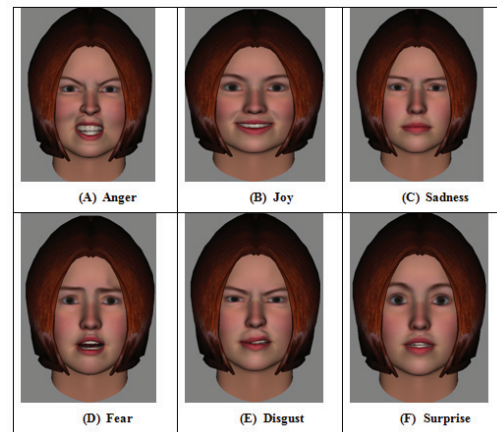 (A) Anger
(B) Joy
(C) Sadness
(D) Fear
(E) Disgust
(F) Surprise